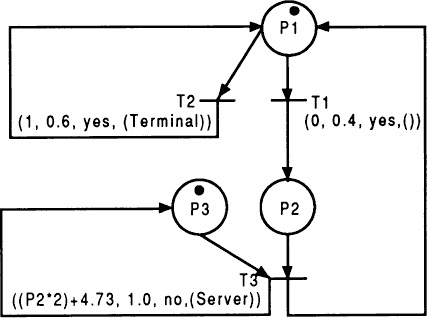 P1
T2
T1
(1, 0.6, yes, (Terminal))
(0, 0.4, yes,())
P3
P2
T3
((P2*2)+4.73, 1.0, no,(Server))